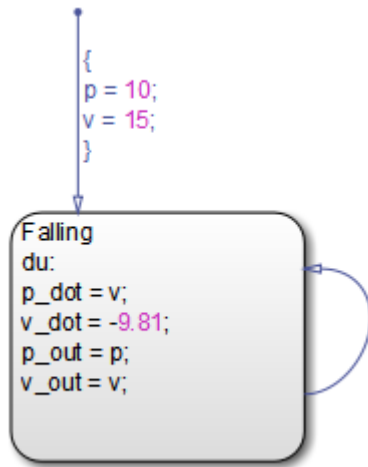 {
p = 10;
v = 15;
}
Falling
du:
p_dot = v;
v_dot = -9.81;
p_out = p;
v_out = v;